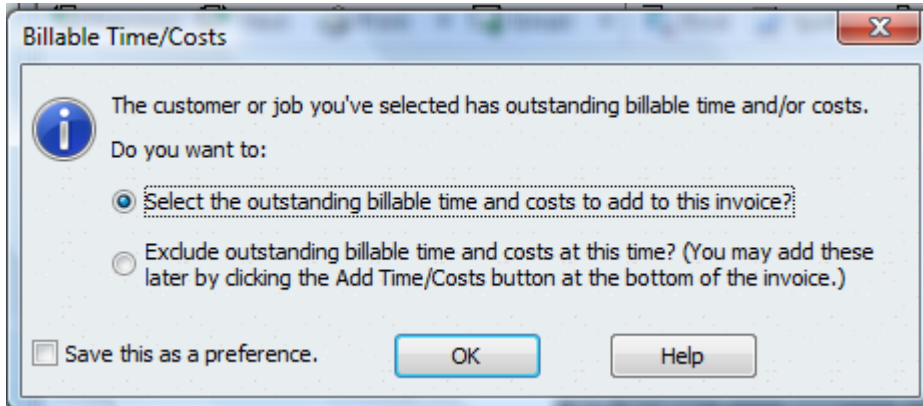 Billable Time/Costs
The customer or job you've selected has outstanding billable time and/or costs.
Do you want to:
Select the outstanding billable time and costs to add to this invoice?
Exclude outstanding billable time and costs at this time? (You may add these
later by clicking the Add Time/Costs button at the bottom of the invoice.)
Save this as a preference.
OK
Help